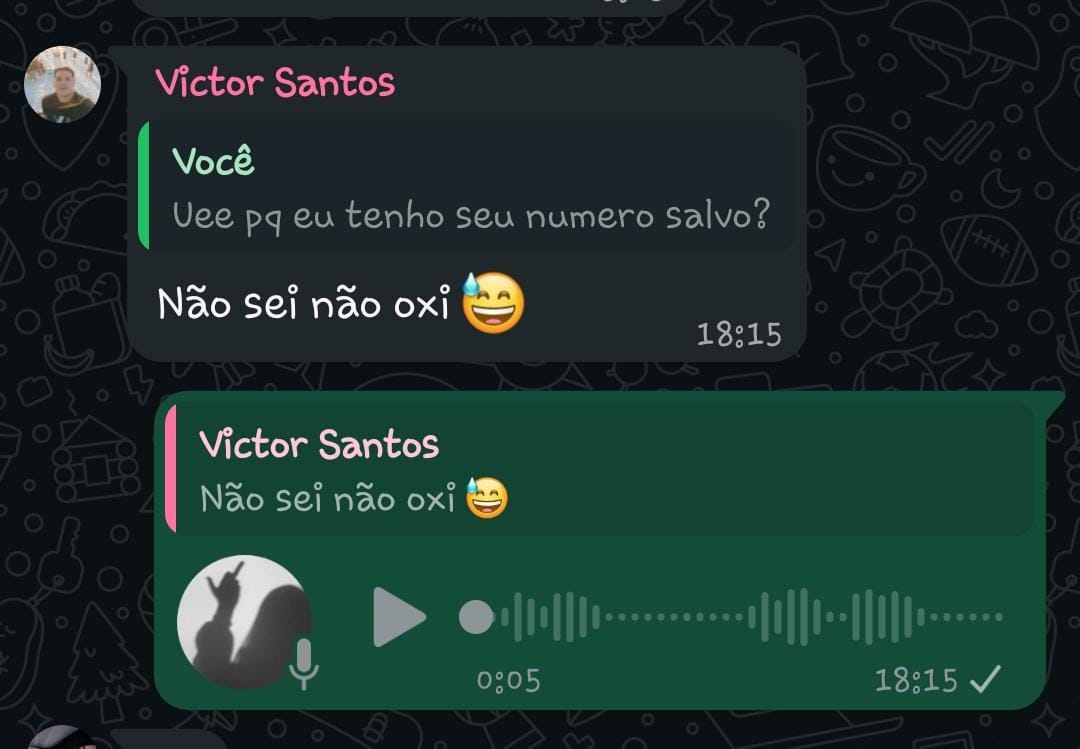 Victor Santos
Você
Uee pq eu tenho seu numero salvo?
Não sei não oxi 😅
18:15
Victor Santos
Não sei não oxi 😅
0:05
18:15